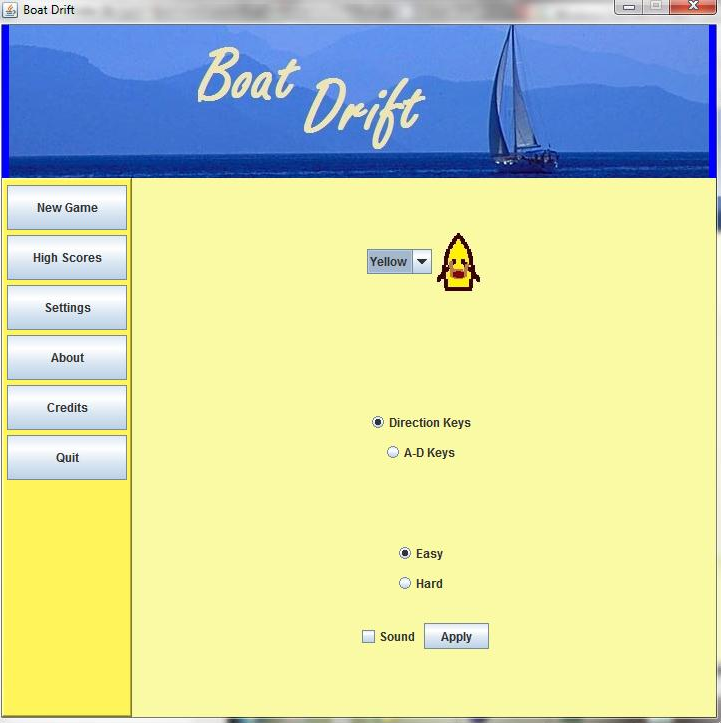 Boat Drift
Boat
Drift
New Game
High Scores
Settings
About
Credits
Quit
Yellow
Direction Keys
A-D Keys
Easy
Hard
Sound
Apply